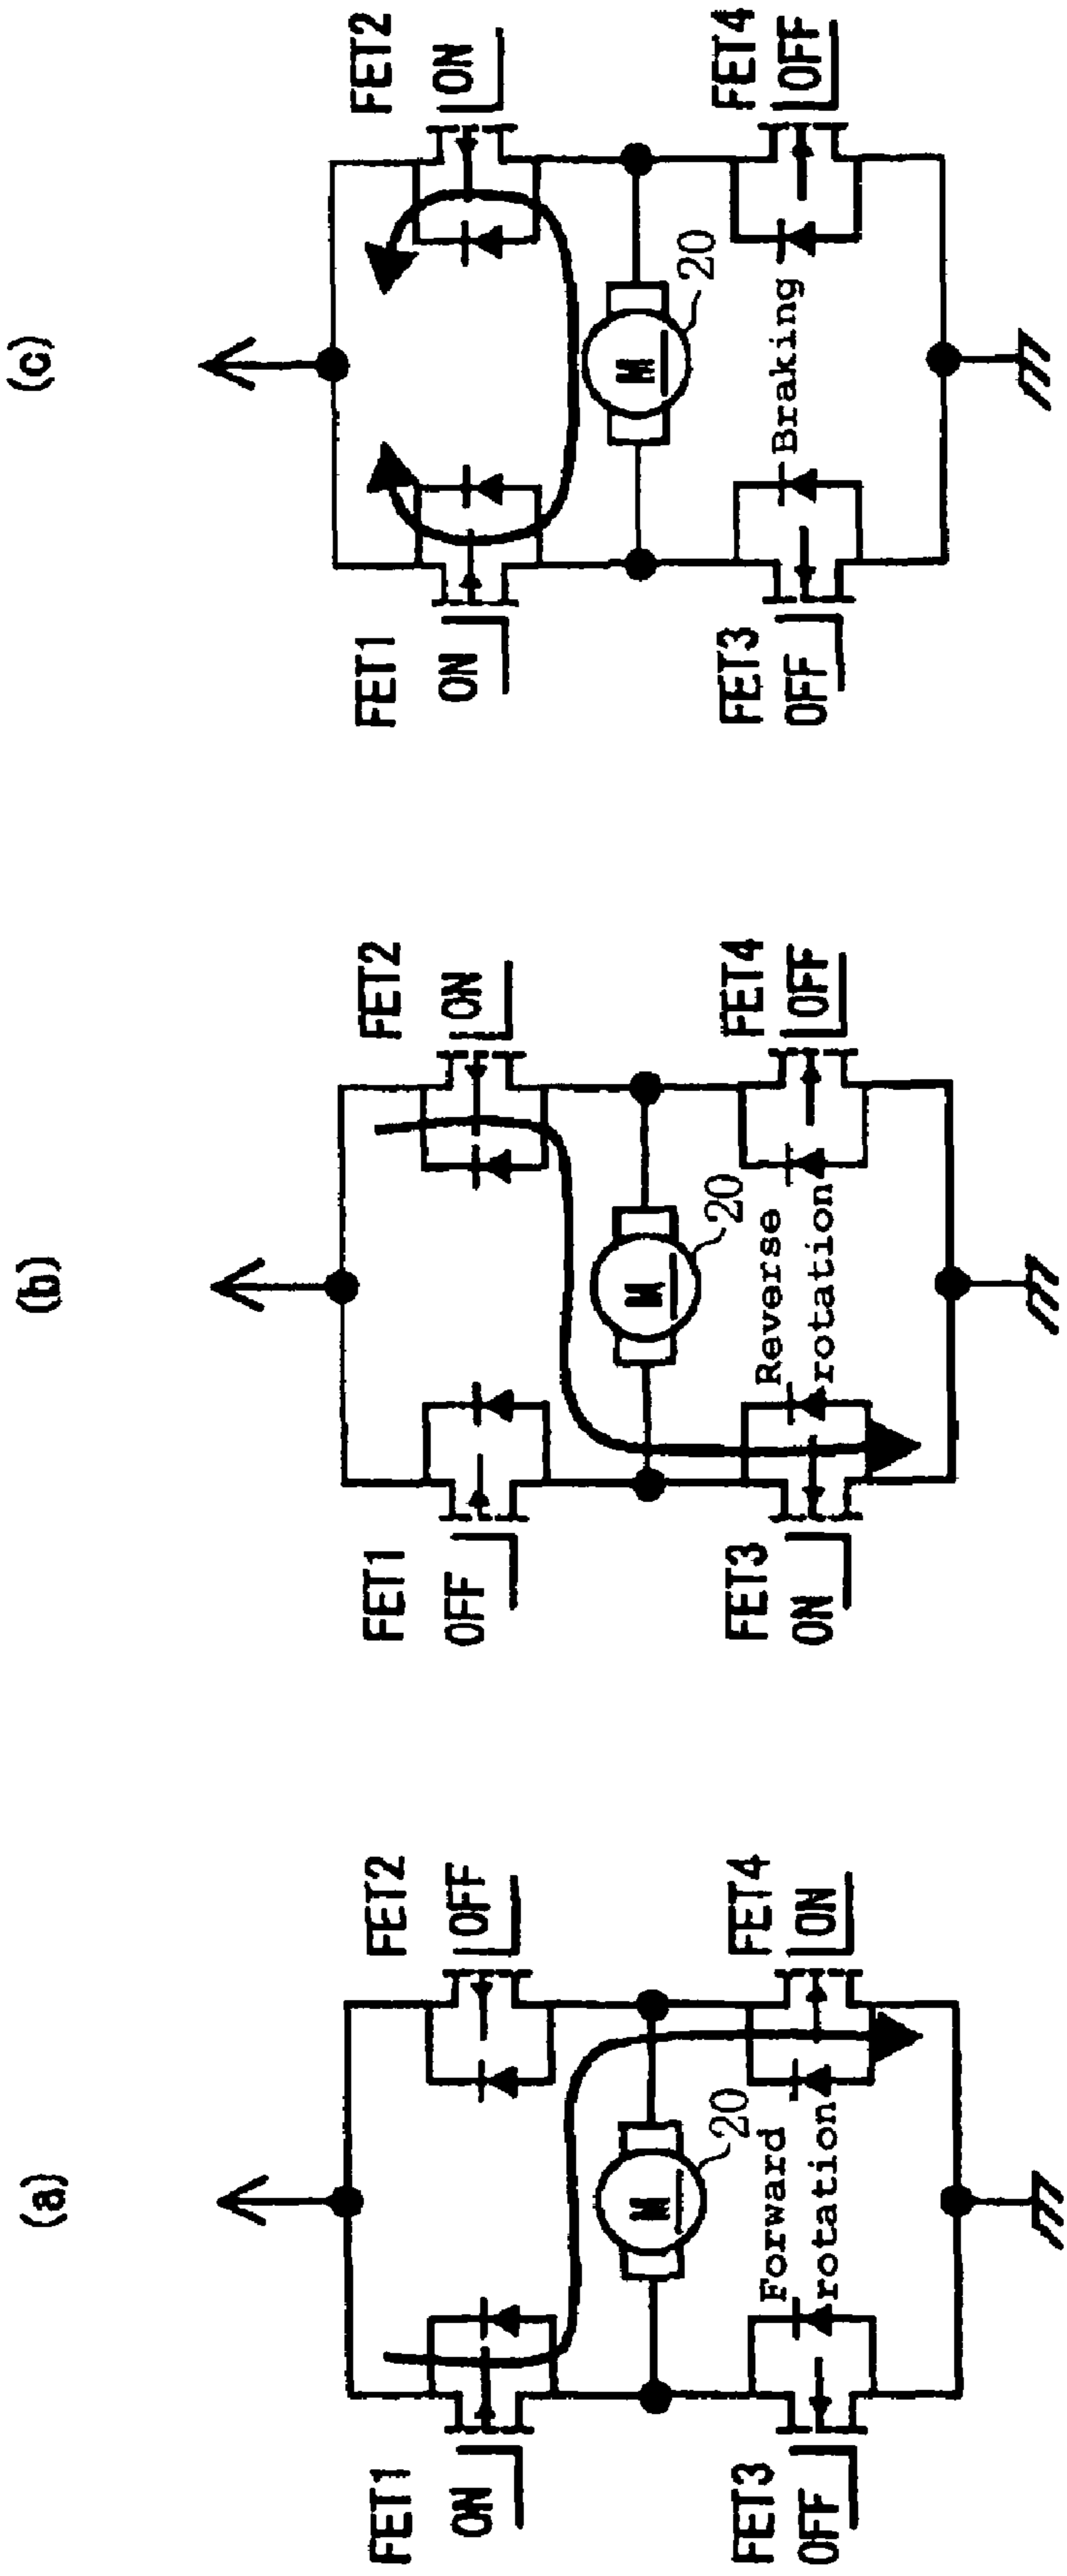 (a)
FET1
ON
FET2
OFF
M
20
FET3
OFF
Forward
rotation
FET4
ON
(b)
FET1
OFF
FET2
ON
M
20
FET3
ON
Reverse
rotation
FET4
OFF
(c)
FET1
ON
FET2
ON
M
20
FET3
OFF
Braking
FET4
OFF